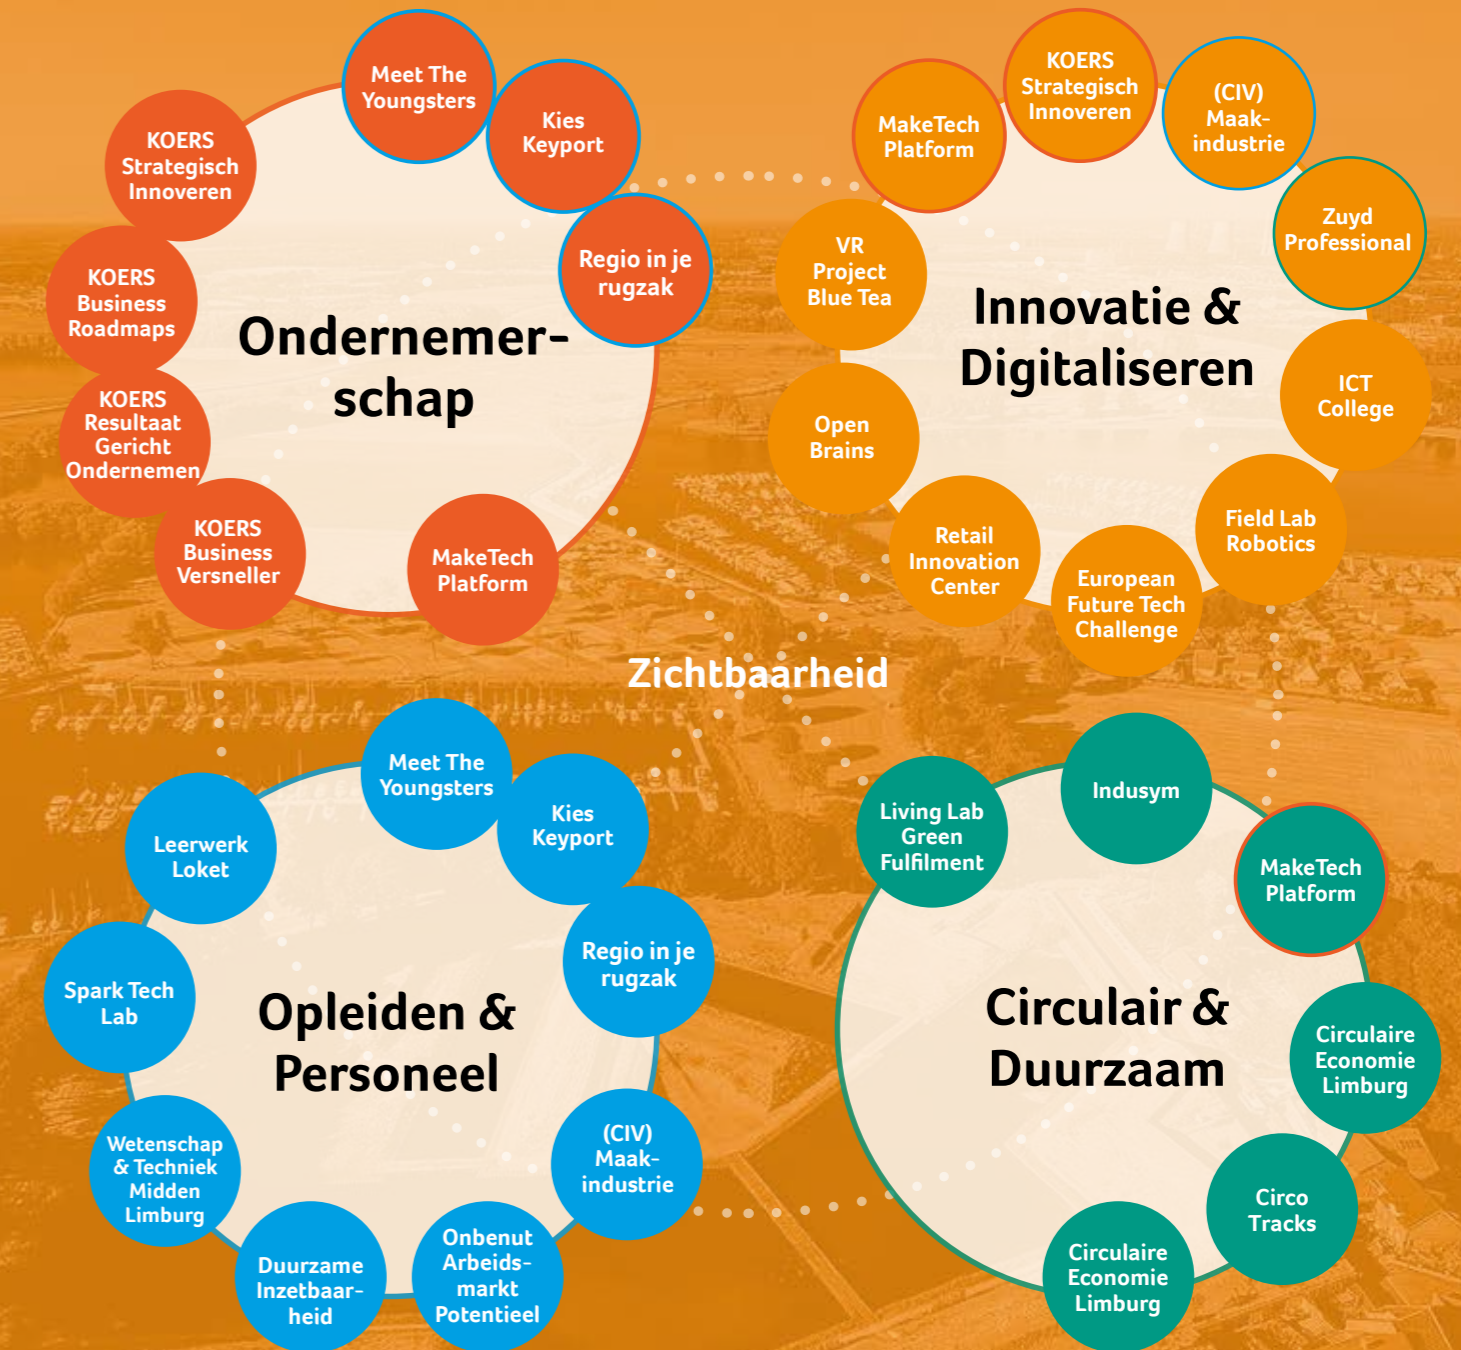 Meet The
Youngsters
Kies
Keyport
Regio in je
rugzak
KOERS
Strategisch
Innoveren
KOERS
Business
Roadmaps
KOERS
Resultaat
Gericht
Ondernemen
KOERS
Business
Versneller
MakeTech
Platform
Ondernemer-
schap
KOERS
Strategisch
Innoveren
MakeTech
Platform
(CIV)
Maak-
industrie
Zuyd
Professional
VR
Project
Blue Tea
Innovatie &
Digitaliseren
ICT
College
Open
Brains
Field Lab
Robotics
Retail
Innovation
Center
European
Future Tech
Challenge
Zichtbaarheid
Meet The
Youngsters
Kies
Keyport
Leerwerk
Loket
Regio in je
rugzak
Spark Tech
Lab
Opleiden &
Personeel
Wetenschap
& Techniek
Midden
Limburg
(CIV)
Maak-
industrie
Duurzame
Inzetbaar-
heid
Onbenut
Arbeids-
markt
Potentieel
Indusym
Living Lab
Green
Fulfilment
MakeTech
Platform
Circulair &
Duurzaam
Circulaire
Economie
Limburg
Circo
Tracks
Circulaire
Economie
Limburg